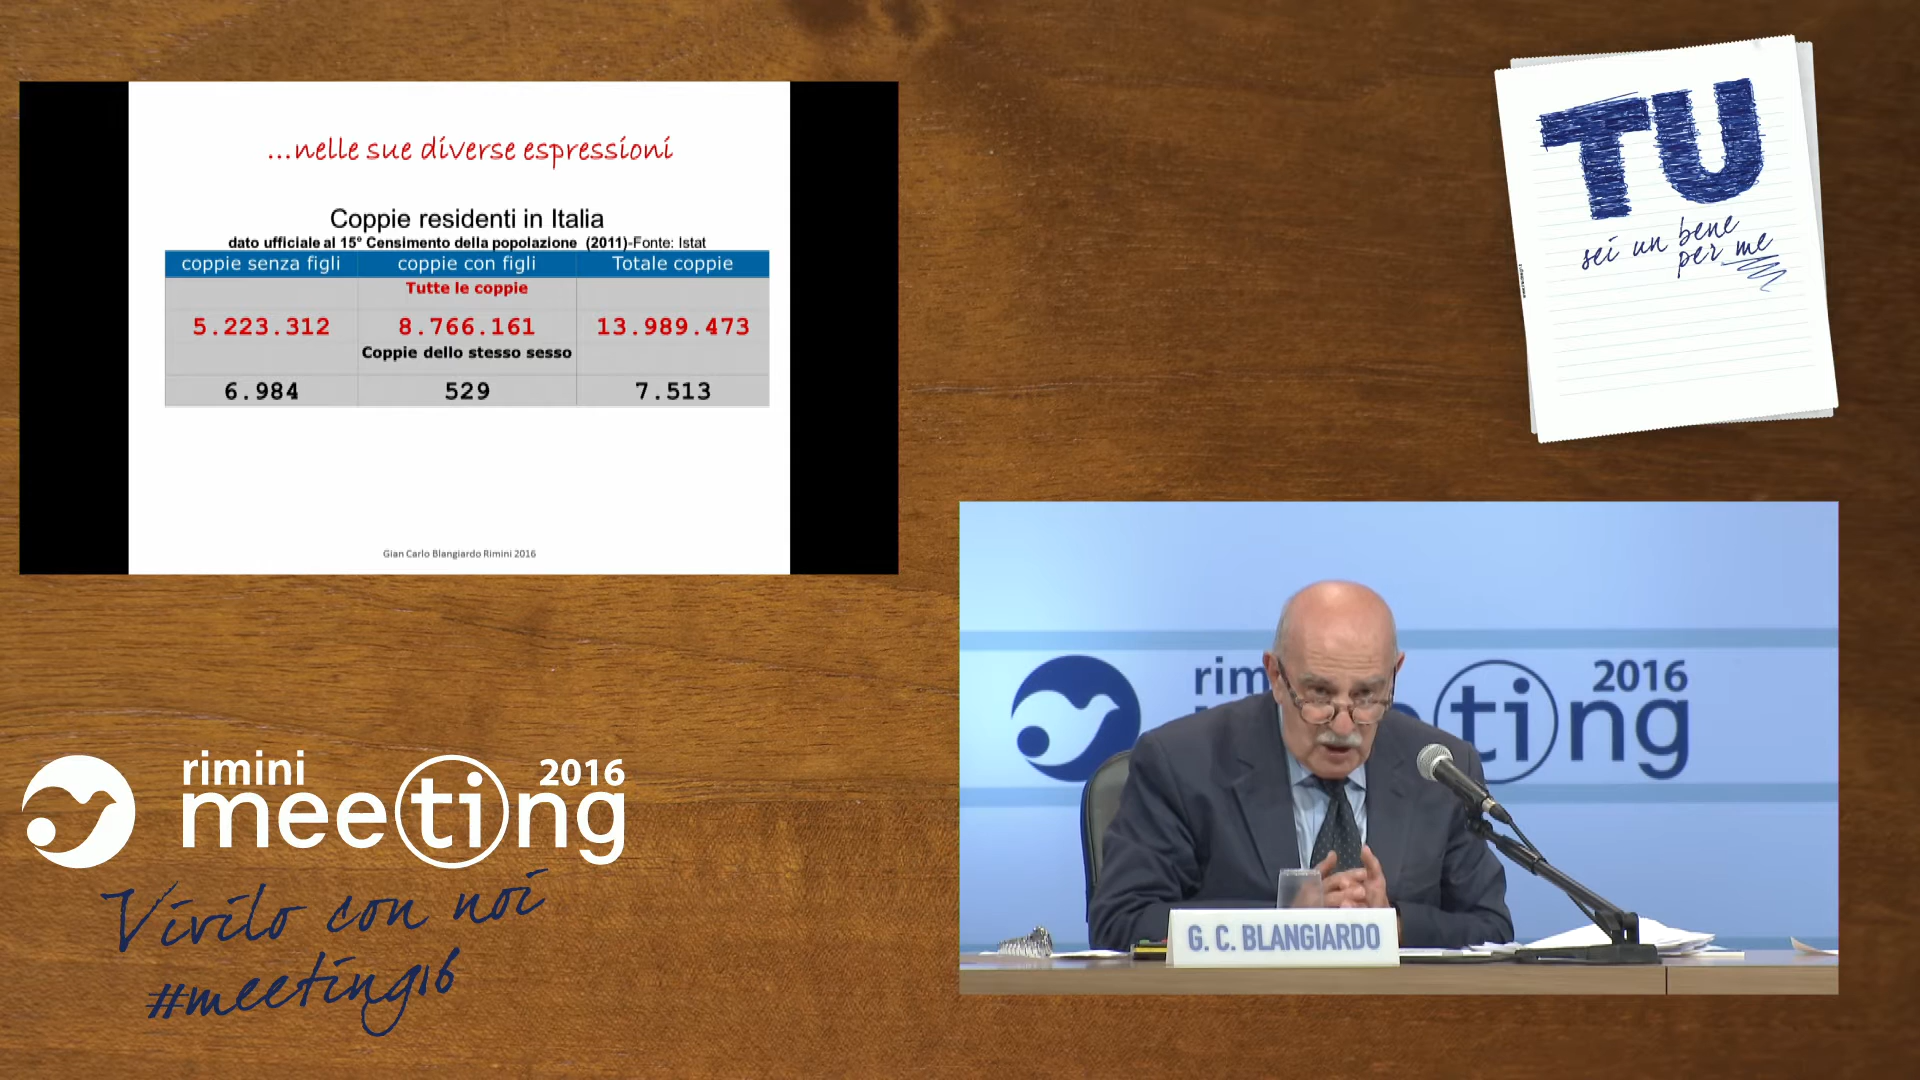 ...nelle sue diverse espressioni
Coppie residenti in Italia
dato ufficiale al 15° Censimento della popolazione (2011)-Fonte: Istat
coppie senza figli coppie con figli Totale coppie
Tutte le coppie
5.223.312 8.766.161 13.989.473
Coppie dello stesso sesso
6.984 529 7.513
Gian Carlo Blangiardo Rimini 2016
TU
sei un bene
per me
rimini 2016
meeting
Vivilo con noi
#meeting16
2016
ting
G. C. BLANGIARDO